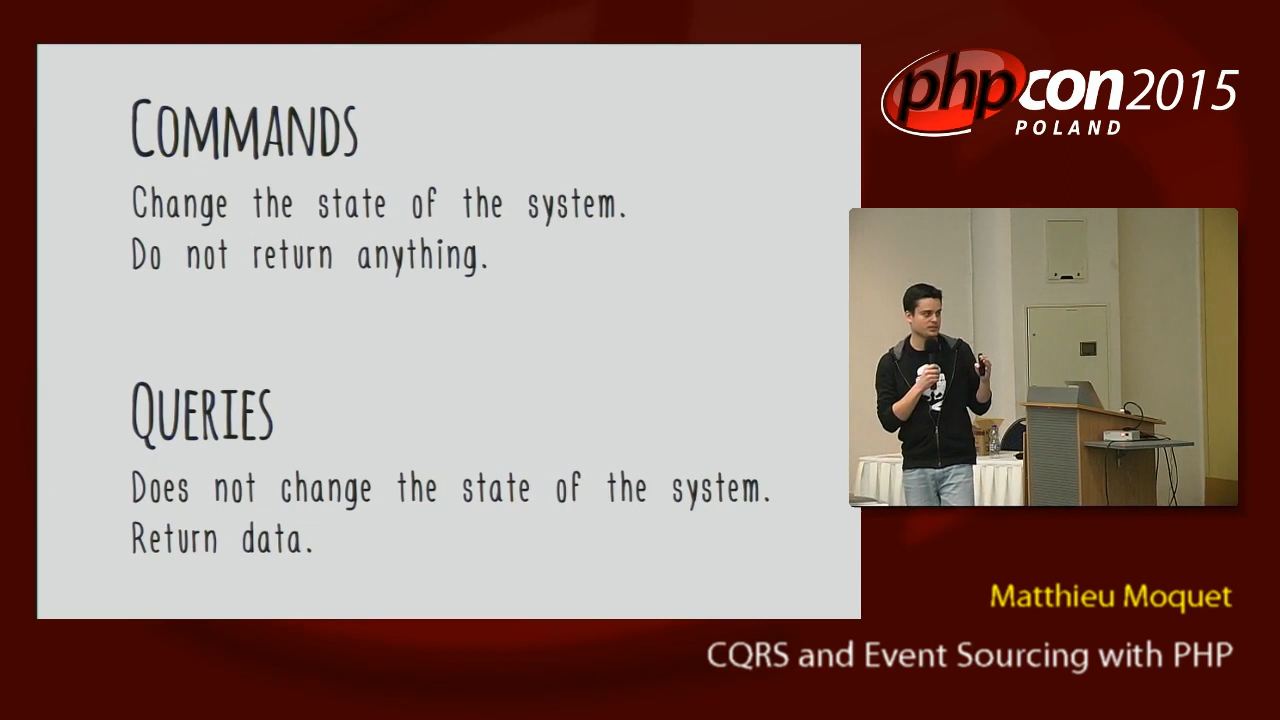 COMMANDS
Change the state of the system.
Do not return anything.
QUERIES
Does not change the state of the system.
Return data.
phpcon2015
POLAND
Matthieu Moquet
CQRS and Event Sourcing with PHP